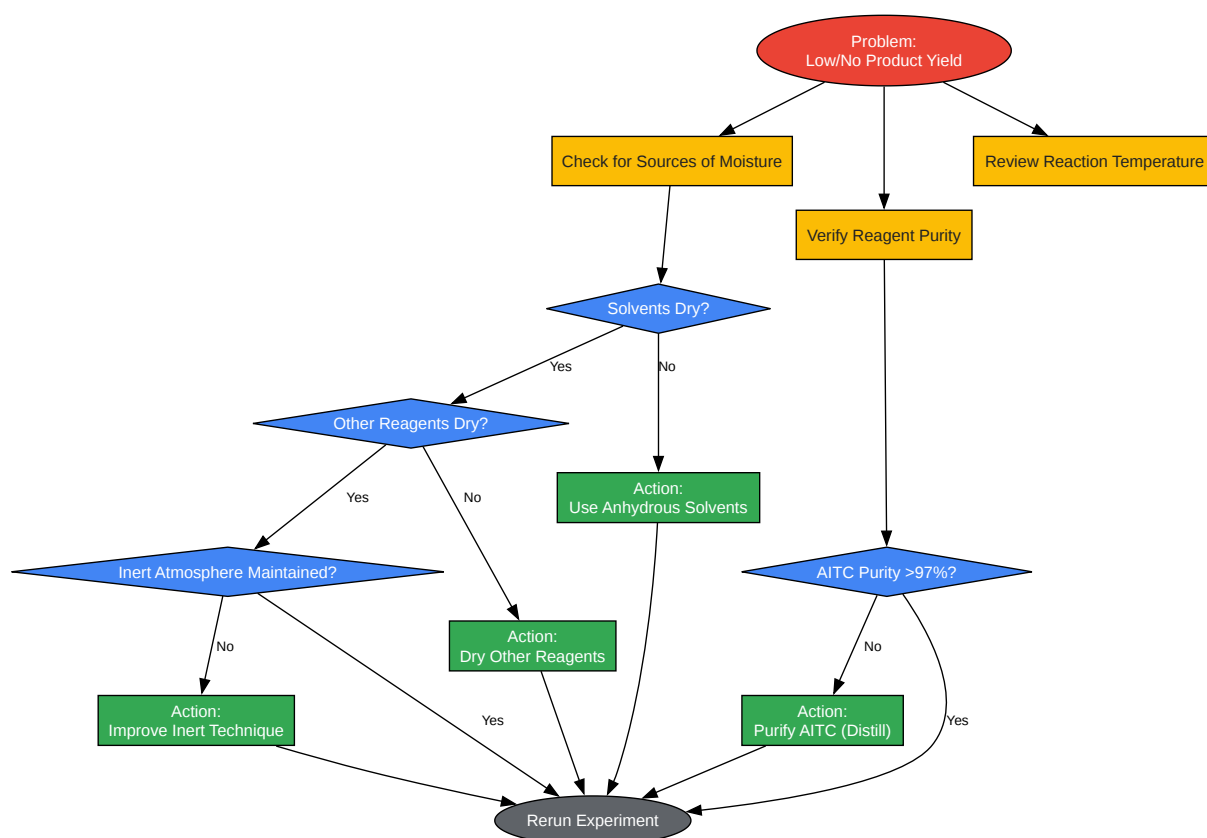 Problem:
Low/No Product Yield
Check for Sources of Moisture
Review Reaction Temperature
Verify Reagent Purity
Solvents Dry?
Yes
No
Other Reagents Dry?
Yes
No
Action:
Use Anhydrous Solvents
Inert Atmosphere Maintained?
AITC Purity >97%?
No
Action:
Dry Other Reagents
No
Action:
Improve Inert Technique
Yes
Action:
Purify AITC (Distill)
Yes
Rerun Experiment